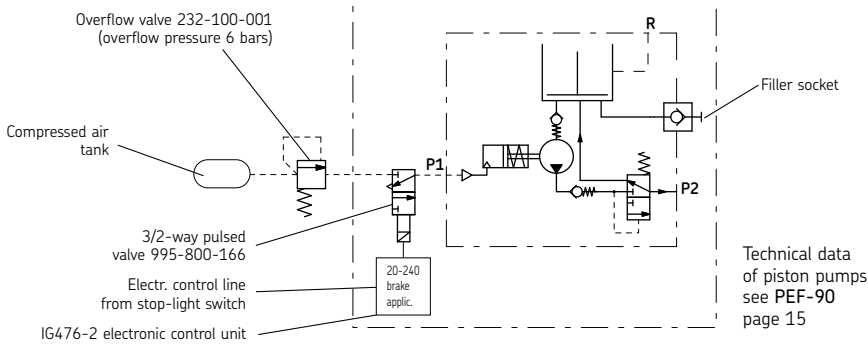 Overflow valve 232-100-001
(overflow pressure 6 bars)
R
Filler socket
Compressed air
tank
P1
P2
3/2-way pulsed
valve 995-800-166
Electr. control line
from stop-light switch
20-240
brake
applic.
IG476-2 electronic control unit
Technical data
of piston pumps
see PEF-90
page 15